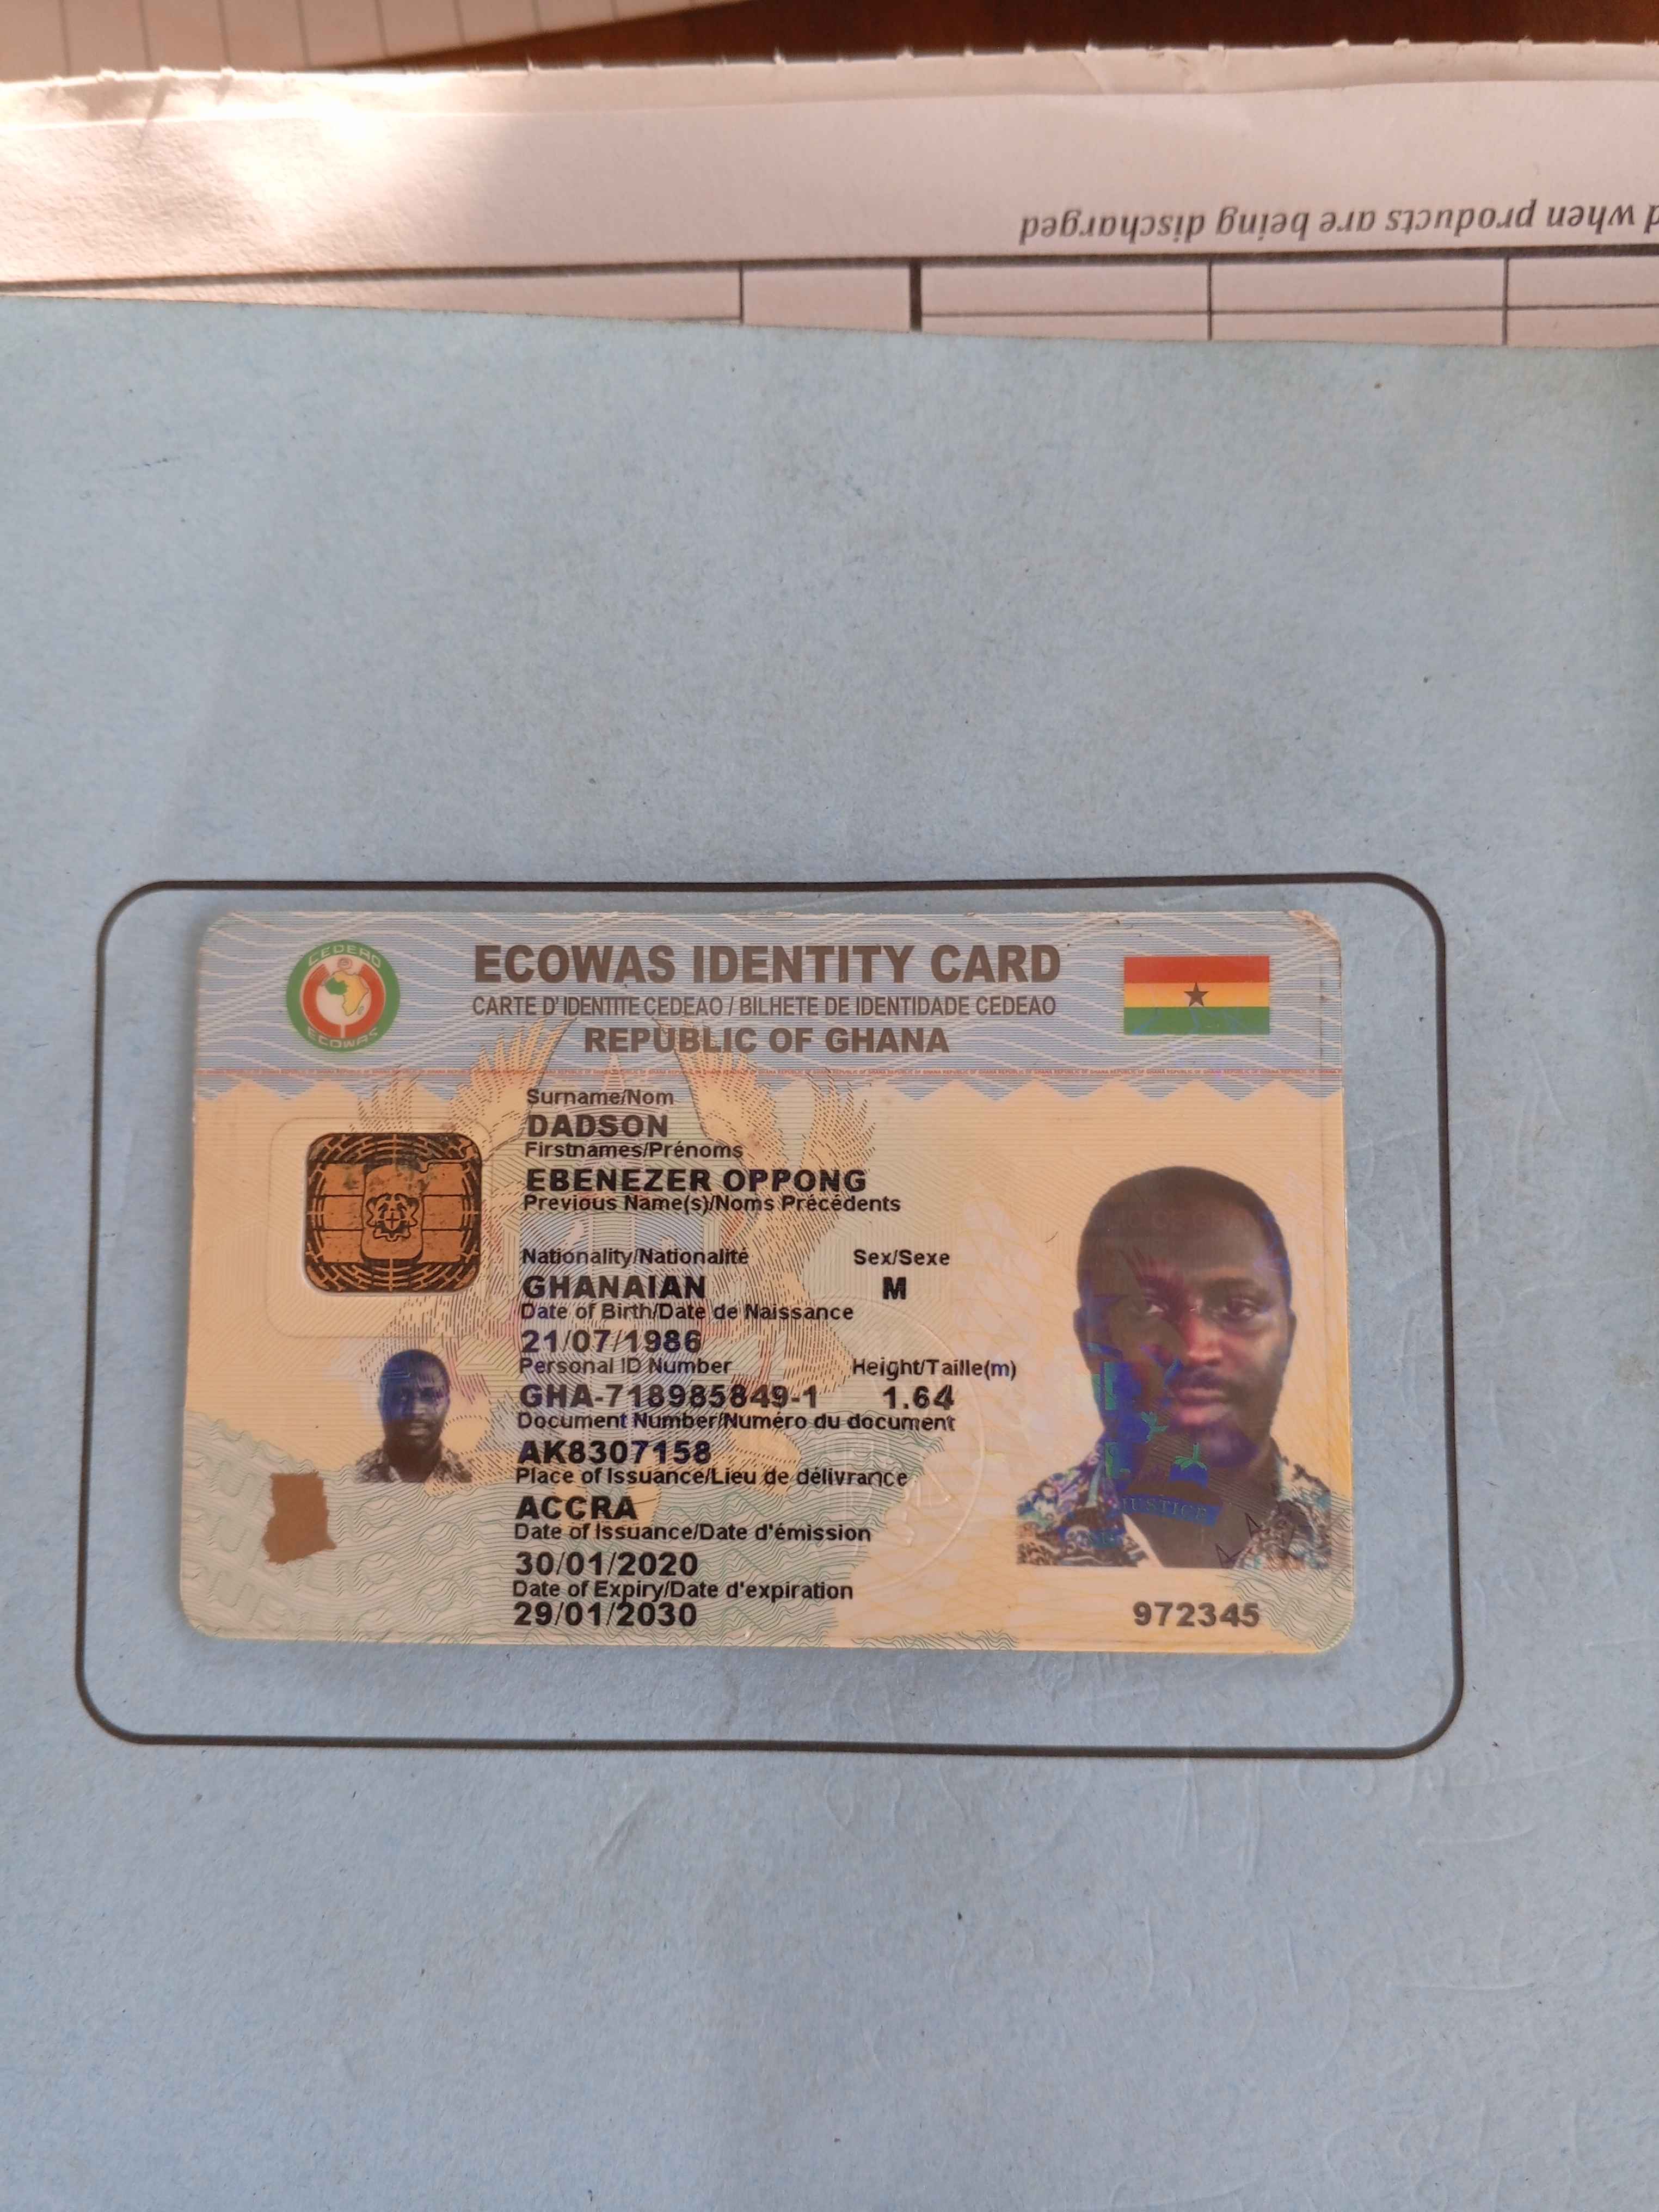 d when products are being discharged
CEDEAO
ECOWAS
ECOWAS IDENTITY CARD
CARTE D'IDENTITE CEDEAO / BILHETE DE IDENTIDADE CEDEAO
REPUBLIC OF GHANA
Surname/Nom
DADSON
Firstnames/Prénoms
EBENEZER OPPONG
Previous Name(s)/Noms Précédents
Nationality/Nationalité Sex/Sexe
GHANAIAN M
Date of Birth/Date de Naissance
21/07/1986
Personal ID Number Height/Taille(m)
GHA-718985849-1 1.64
Document Number/Numéro du document
AK8307158
Place of Issuance/Lieu de délivrance
ACCRA
Date of Issuance/Date d'émission
30/01/2020
Date of Expiry/Date d'expiration
29/01/2030
JUSTICE
972345